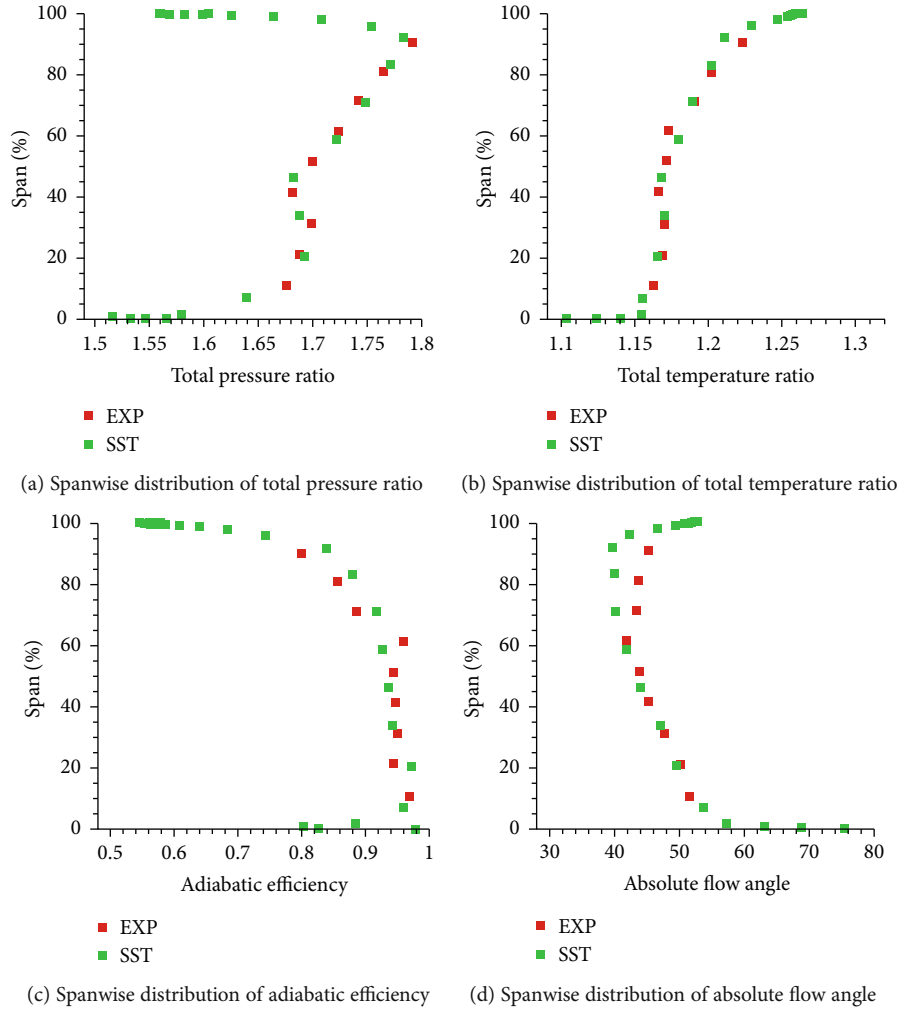 100
80
60
40
20
0
Span (%)
1.5 1.55 1.6 1.65 1.7 1.75 1.8
Total pressure ratio
EXP
SST
(a) Spanwise distribution of total pressure ratio
100
80
60
40
20
0
Span (%)
1.1 1.15 1.2 1.25 1.3
Total temperature ratio
EXP
SST
(b) Spanwise distribution of total temperature ratio
100
80
60
40
20
0
Span (%)
0.5 0.6 0.7 0.8 0.9 1
Adiabatic efficiency
EXP
SST
(c) Spanwise distribution of adiabatic efficiency
100
80
60
40
20
0
Span (%)
30 40 50 60 70 80
Absolute flow angle
EXP
SST
(d) Spanwise distribution of absolute flow angle